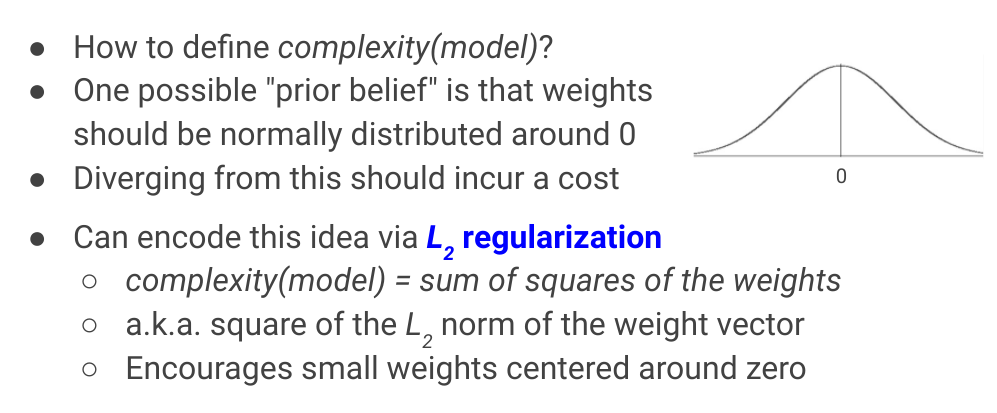 ● How to define complexity(model)?
● One possible "prior belief" is that weights
should be normally distributed around 0
● Diverging from this should incur a cost
0
● Can encode this idea via L₂ regularization
○ complexity(model) = sum of squares of the weights
○ a.k.a. square of the L₂ norm of the weight vector
○ Encourages small weights centered around zero